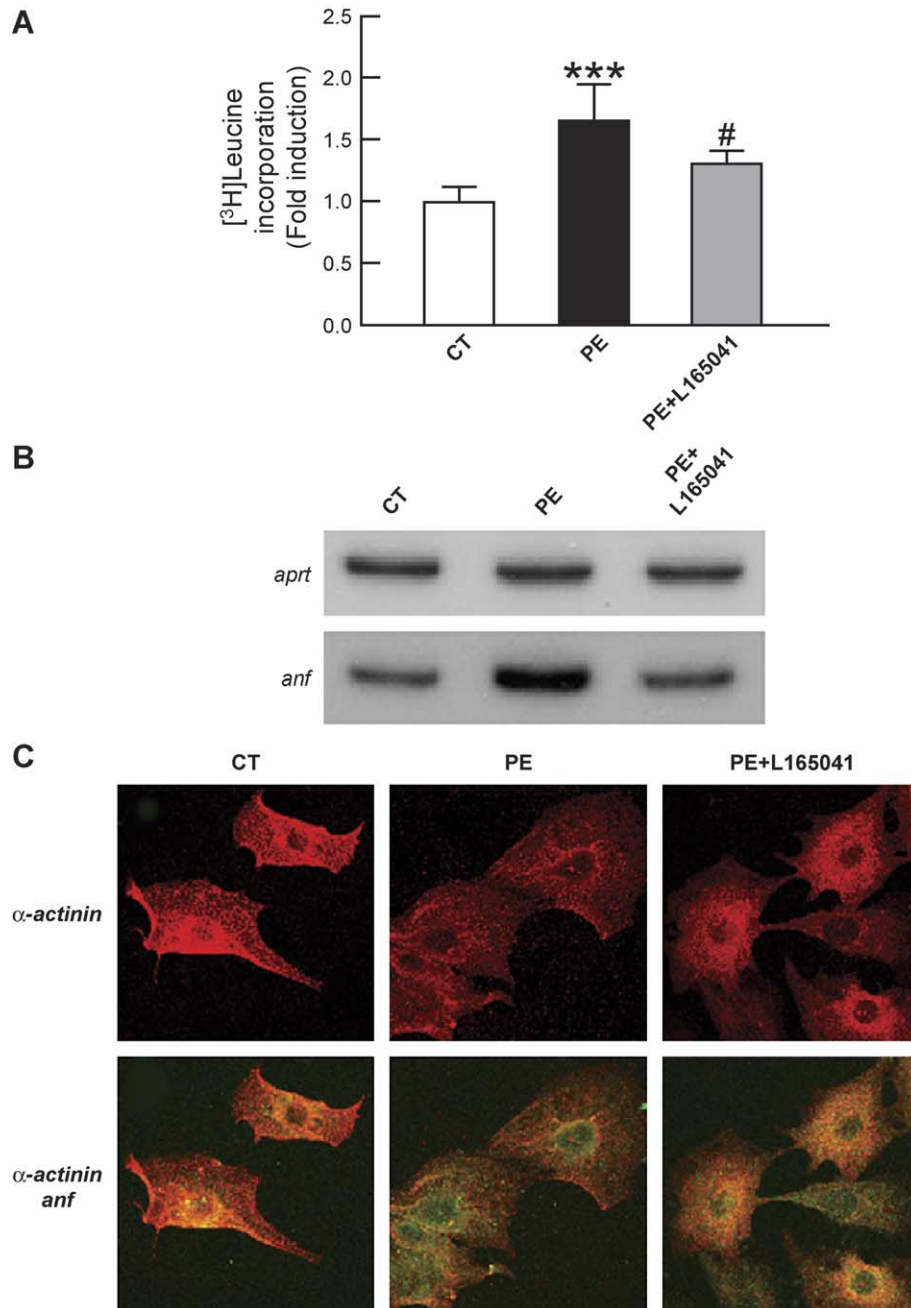 A
[³H]Leucine
incorporation
(Fold induction)
2.5
2.0
1.5
1.0
0.5
0.0
***
#
CT
PE
PE+L165041
B
CT
PE
PE+
L165041
aprt
anf
C
CT
PE
PE+L165041
α-actinin
α-actinin
anf